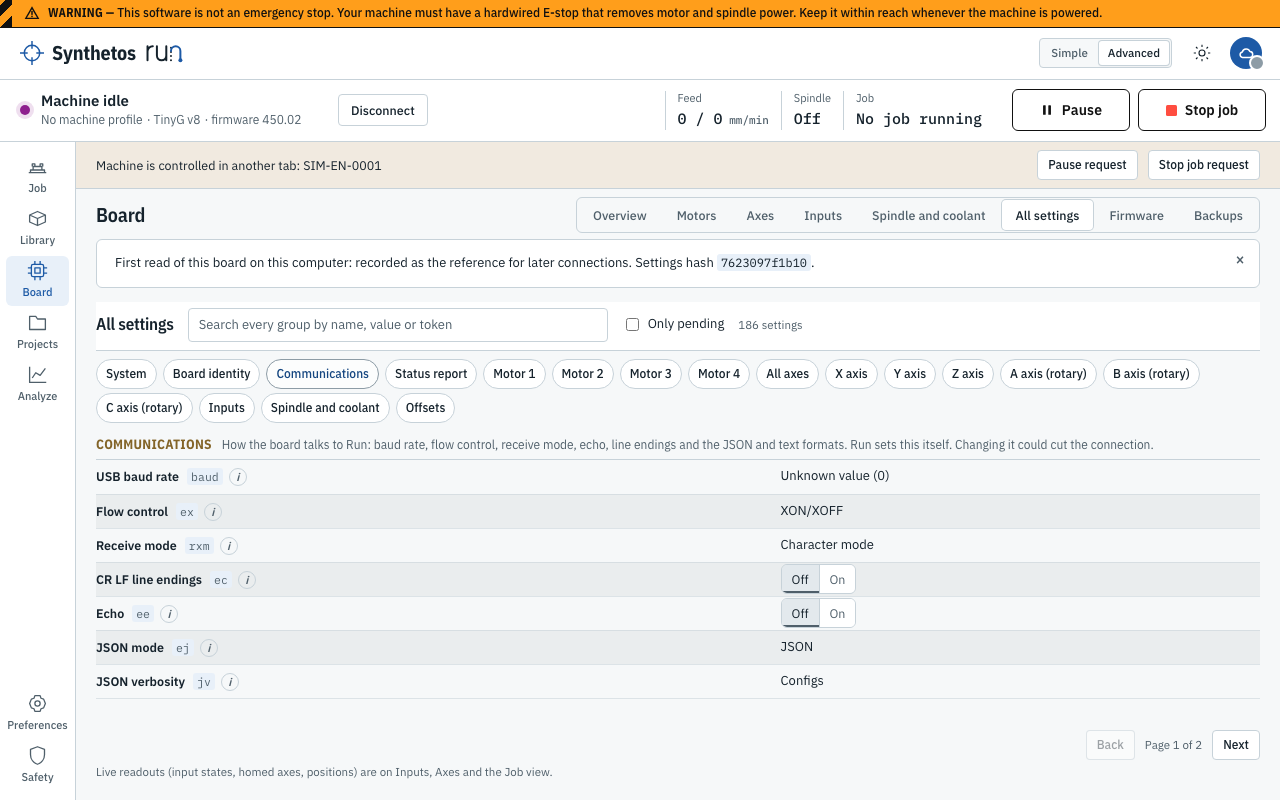 WARNING — This software is not an emergency stop. Your machine must have a hardwired E-stop that removes motor and spindle power. Keep it within reach whenever the machine is powered.
Synthetos run
Simple Advanced
Machine idle
No machine profile · TinyG v8 · firmware 450.02
Disconnect
Feed
0 / 0 mm/min
Spindle
Off
Job
No job running
Pause
Stop job
Job
Library
Board
Projects
Analyze
Preferences
Safety
Machine is controlled in another tab: SIM-EN-0001
Pause request
Stop job request
Board
Overview Motors Axes Inputs Spindle and coolant All settings Firmware Backups
First read of this board on this computer: recorded as the reference for later connections. Settings hash 7623097f1b10.
×
All settings
Search every group by name, value or token
Only pending
186 settings
System Board identity Communications Status report Motor 1 Motor 2 Motor 3 Motor 4 All axes X axis Y axis Z axis A axis (rotary) B axis (rotary)
C axis (rotary) Inputs Spindle and coolant Offsets
COMMUNICATIONS How the board talks to Run: baud rate, flow control, receive mode, echo, line endings and the JSON and text formats. Run sets this itself. Changing it could cut the connection.
USB baud rate baud i Unknown value (0)
Flow control ex i XON/XOFF
Receive mode rxm i Character mode
CR LF line endings ec i Off On
Echo ee i Off On
JSON mode ej i JSON
JSON verbosity jv i Configs
Back Page 1 of 2 Next
Live readouts (input states, homed axes, positions) are on Inputs, Axes and the Job view.